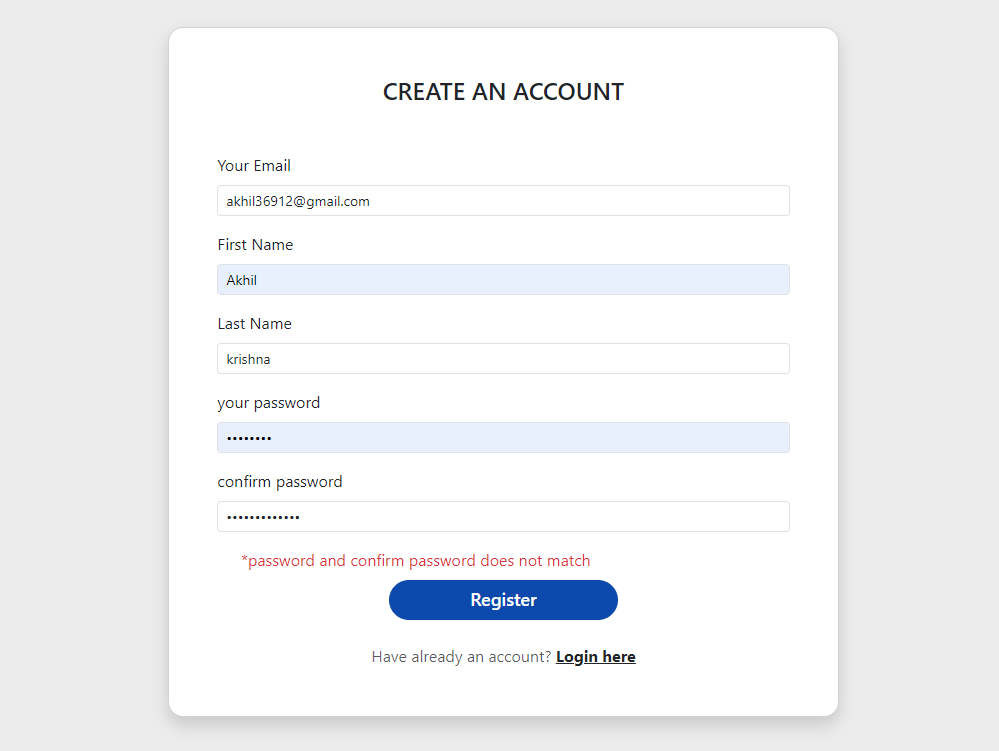 CREATE AN ACCOUNT
Your Email
akhil36912@gmail.com
First Name
Akhil
Last Name
krishna
your password
••••••••
confirm password
•••••••••••••
*password and confirm password does not match
Register
Have already an account? Login here